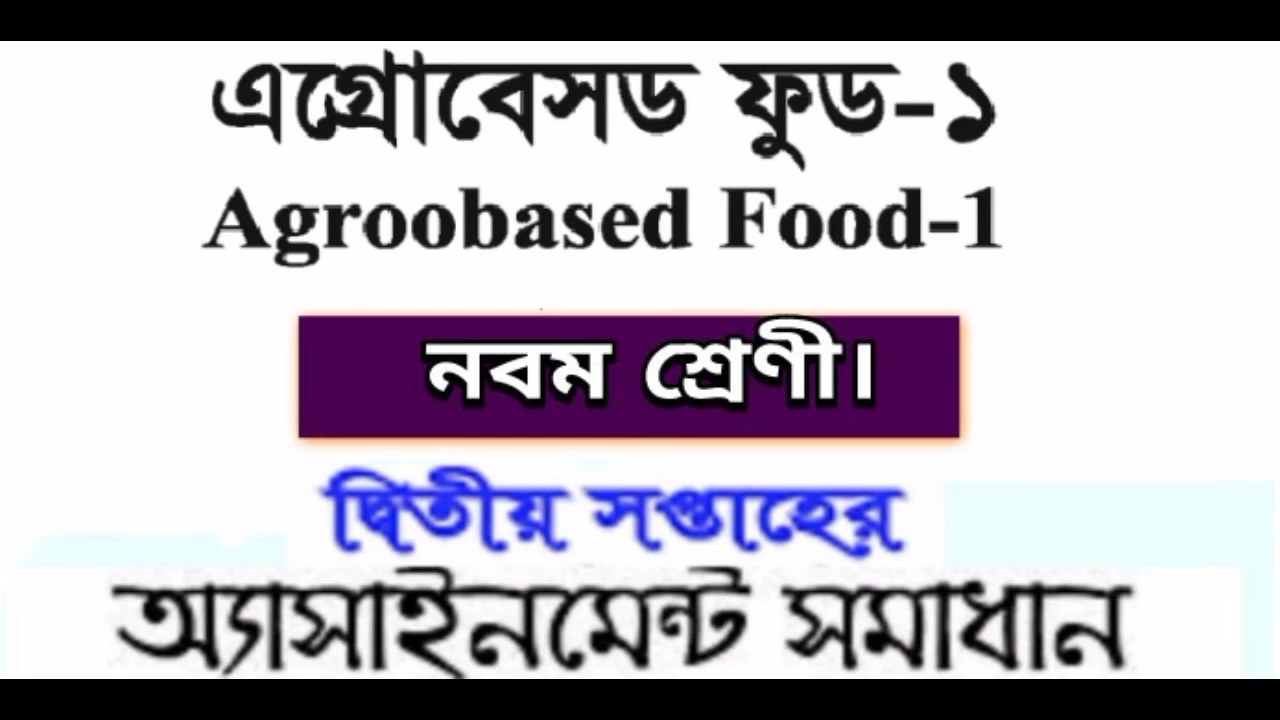 এগ্রোবেসড ফুড-১
Agroobased Food-1
নবম শ্রেণী।
দ্বিতীয় সপ্তাহের
অ্যাসাইনমেন্ট সমাধান